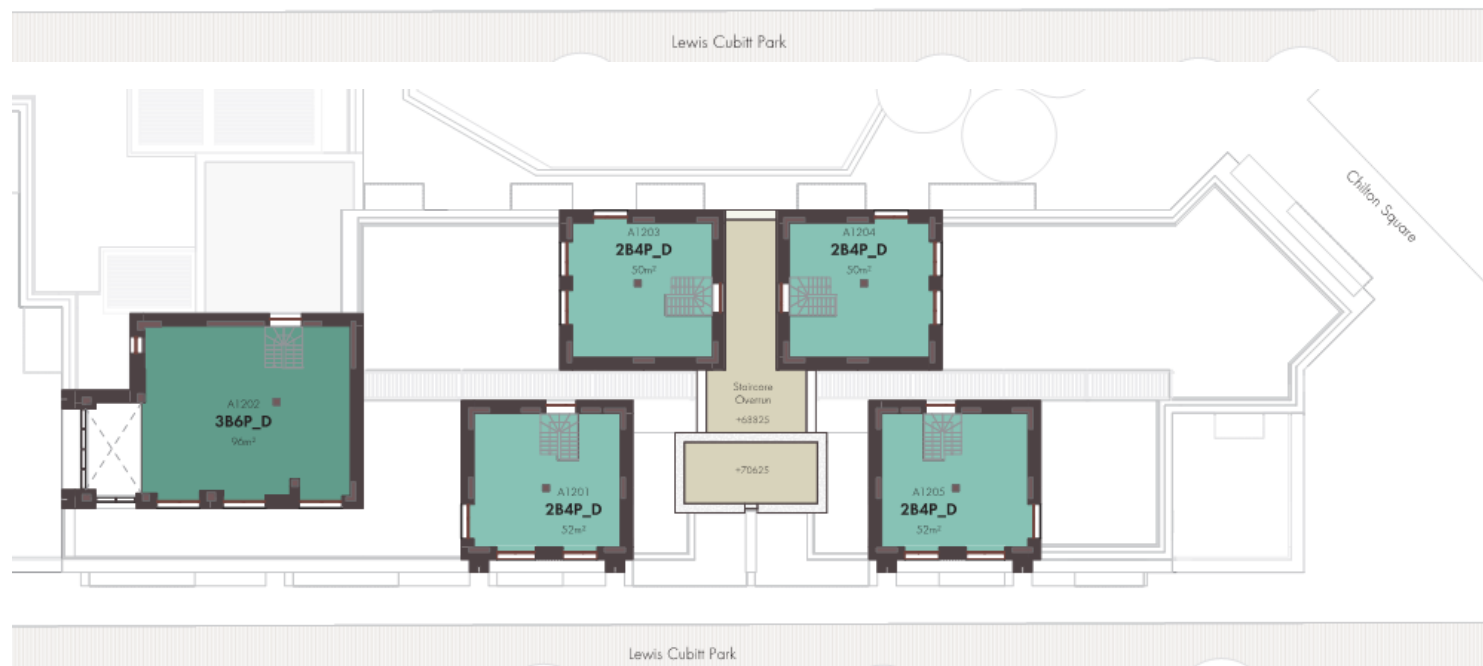 Lewis Cubitt Park
Chilton Square
A1203
2B4P_D
50m²
A1204
2B4P_D
50m²
Staircare
Overrun
+68825
A1202
3B6P_D
96m²
+70625
A1201
2B4P_D
52m²
A1205
2B4P_D
52m²
Lewis Cubitt Park